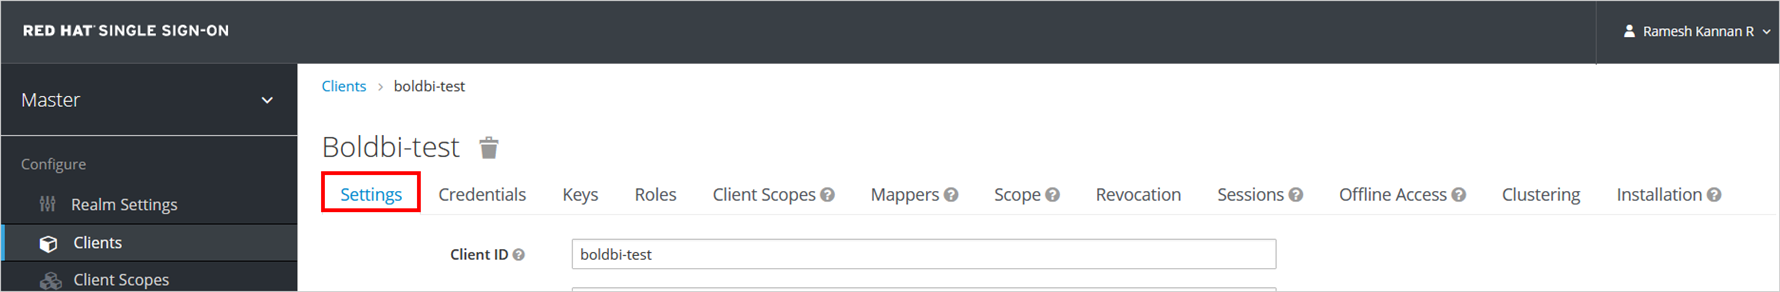 RED HAT® SINGLE SIGN-ON
Ramesh Kannan R
Master
Clients > boldbi-test
Boldbi-test
Configure
Settings Credentials Keys Roles Client Scopes Mappers Scope Revocation Sessions Offline Access Clustering Installation
Realm Settings
Clients
Client Scopes
Client ID boldbi-test